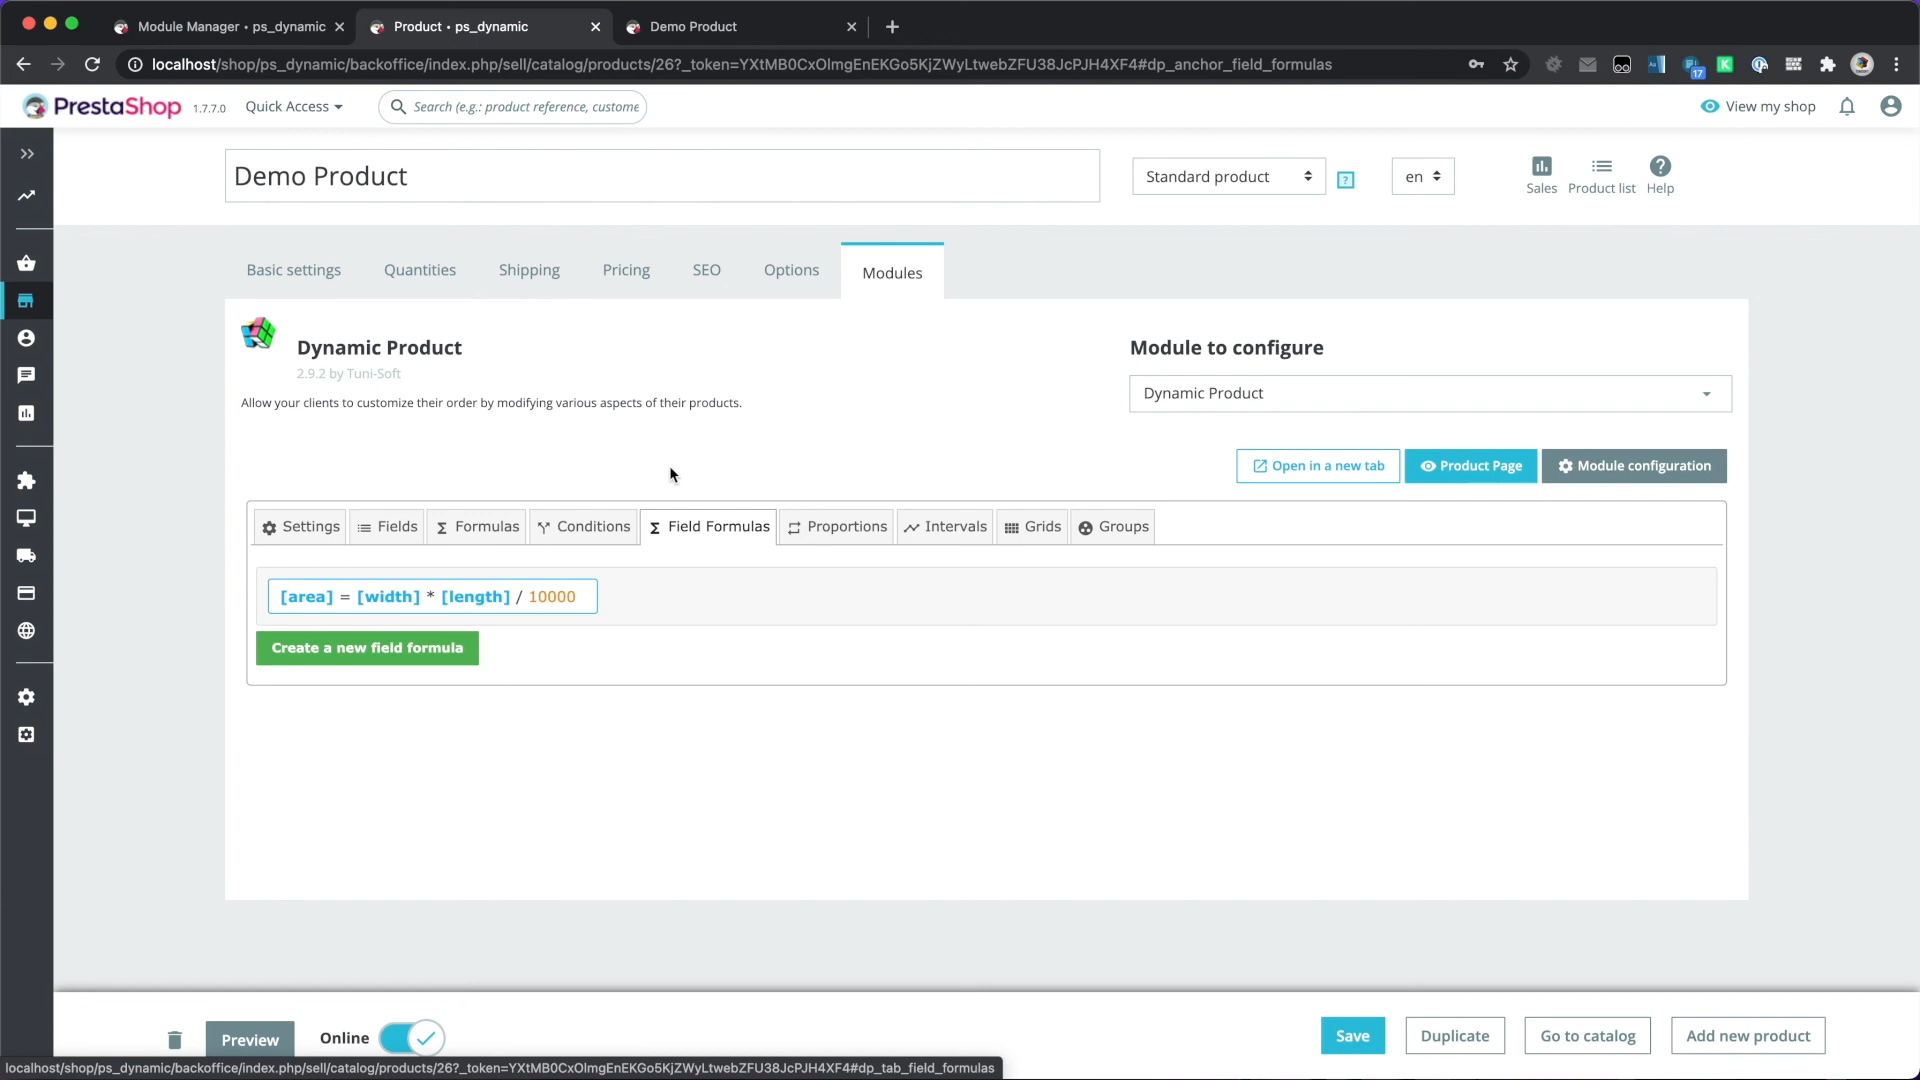 Module Manager • ps_dynamic
Product • ps_dynamic
Demo Product
localhost/shop/ps_dynamic/backoffice/index.php/sell/catalog/products/26?_token=YXtMB0CxOlmgEnEKGo5KjZWyLtwebZFU38JcPJH4XF4#dp_anchor_field_formulas
17
PrestaShop 1.7.7.0
Quick Access
Search (e.g.: product reference, custome
View my shop
Demo Product
Standard product
?
en
Sales
Product list
Help
Basic settings
Quantities
Shipping
Pricing
SEO
Options
Modules
Dynamic Product
2.9.2 by Tuni-Soft
Allow your clients to customize their order by modifying various aspects of their products.
Module to configure
Dynamic Product
Open in a new tab
Product Page
Module configuration
Settings
Fields
Formulas
Conditions
Field Formulas
Proportions
Intervals
Grids
Groups
[area] = [width] * [length] / 10000
Create a new field formula
Preview
Online
Save
Duplicate
Go to catalog
Add new product
localhost/shop/ps_dynamic/backoffice/index.php/sell/catalog/products/26?_token=YXtMB0CxOlmgEnEKGo5KjZWyLtwebZFU38JcPJH4XF4#dp_tab_field_formulas